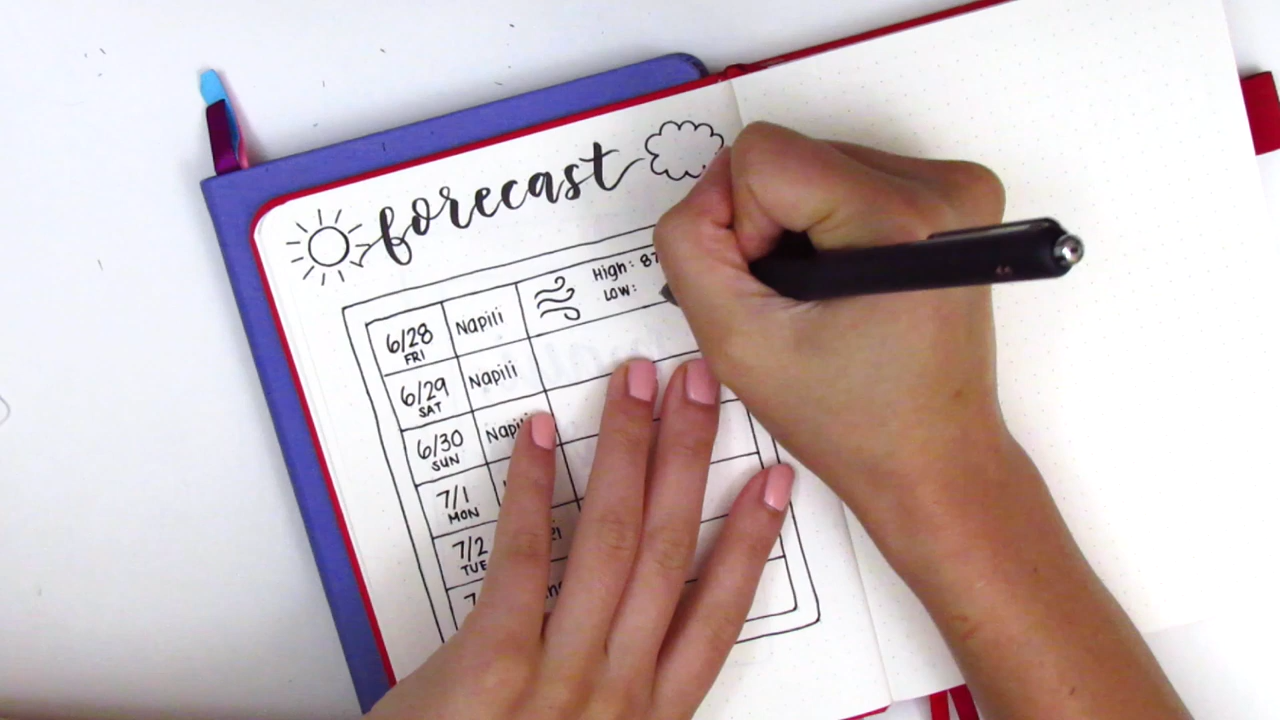 forecast
6/28
FRI
Napili
High: 87
LOW:
6/29
SAT
Napili
6/30
SUN
7/1
MON
7/2
TUE